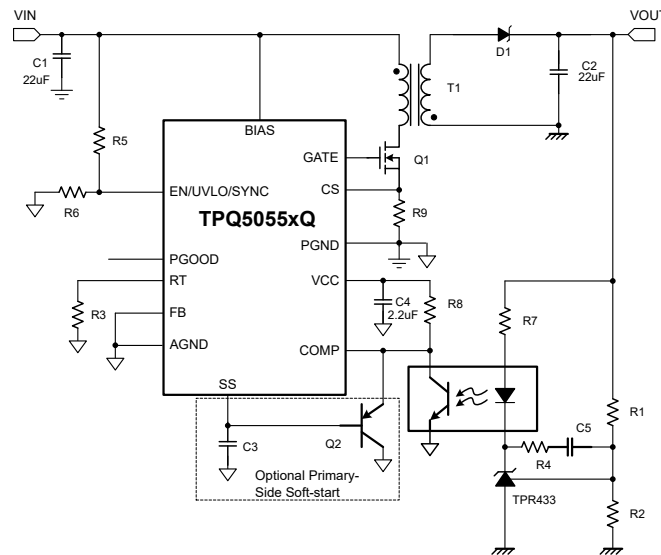 VIN
VOUT
C1
22uF
D1
C2
22uF
T1
BIAS
R5
GATE
Q1
EN/UVLO/SYNC
CS
R6
TPQ5055xQ
R9
PGND
PGOOD
RT
VCC
R3
FB
C4
2.2uF
R8
R7
AGND
COMP
SS
R1
C3
Q2
R4
C5
Optional Primary-
Side Soft-start
TPR433
R2